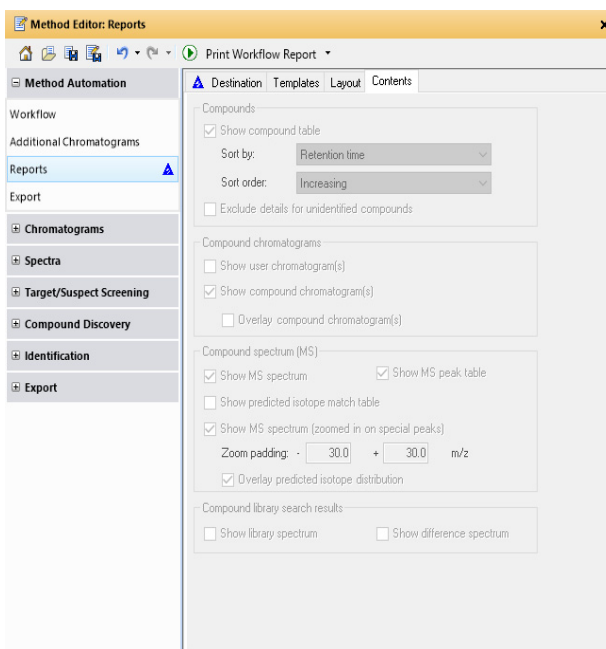 Method Editor: Reports
Print Workflow Report
Method Automation
Workflow
Additional Chromatograms
Reports
Export
Chromatograms
Spectra
Target/Suspect Screening
Compound Discovery
Identification
Export
Destination Templates Layout Contents
Compounds
Show compound table
Sort by: Retention time
Sort order: Increasing
Exclude details for unidentified compounds
Compound chromatograms
Show user chromatogram(s)
Show compound chromatogram(s)
Overlay compound chromatogram(s)
Compound spectrum (MS)
Show MS spectrum Show MS peak table
Show predicted isotope match table
Show MS spectrum (zoomed in on special peaks)
Zoom padding: - 30.0 + 30.0 m/z
Overlay predicted isotope distribution
Compound library search results
Show library spectrum Show difference spectrum